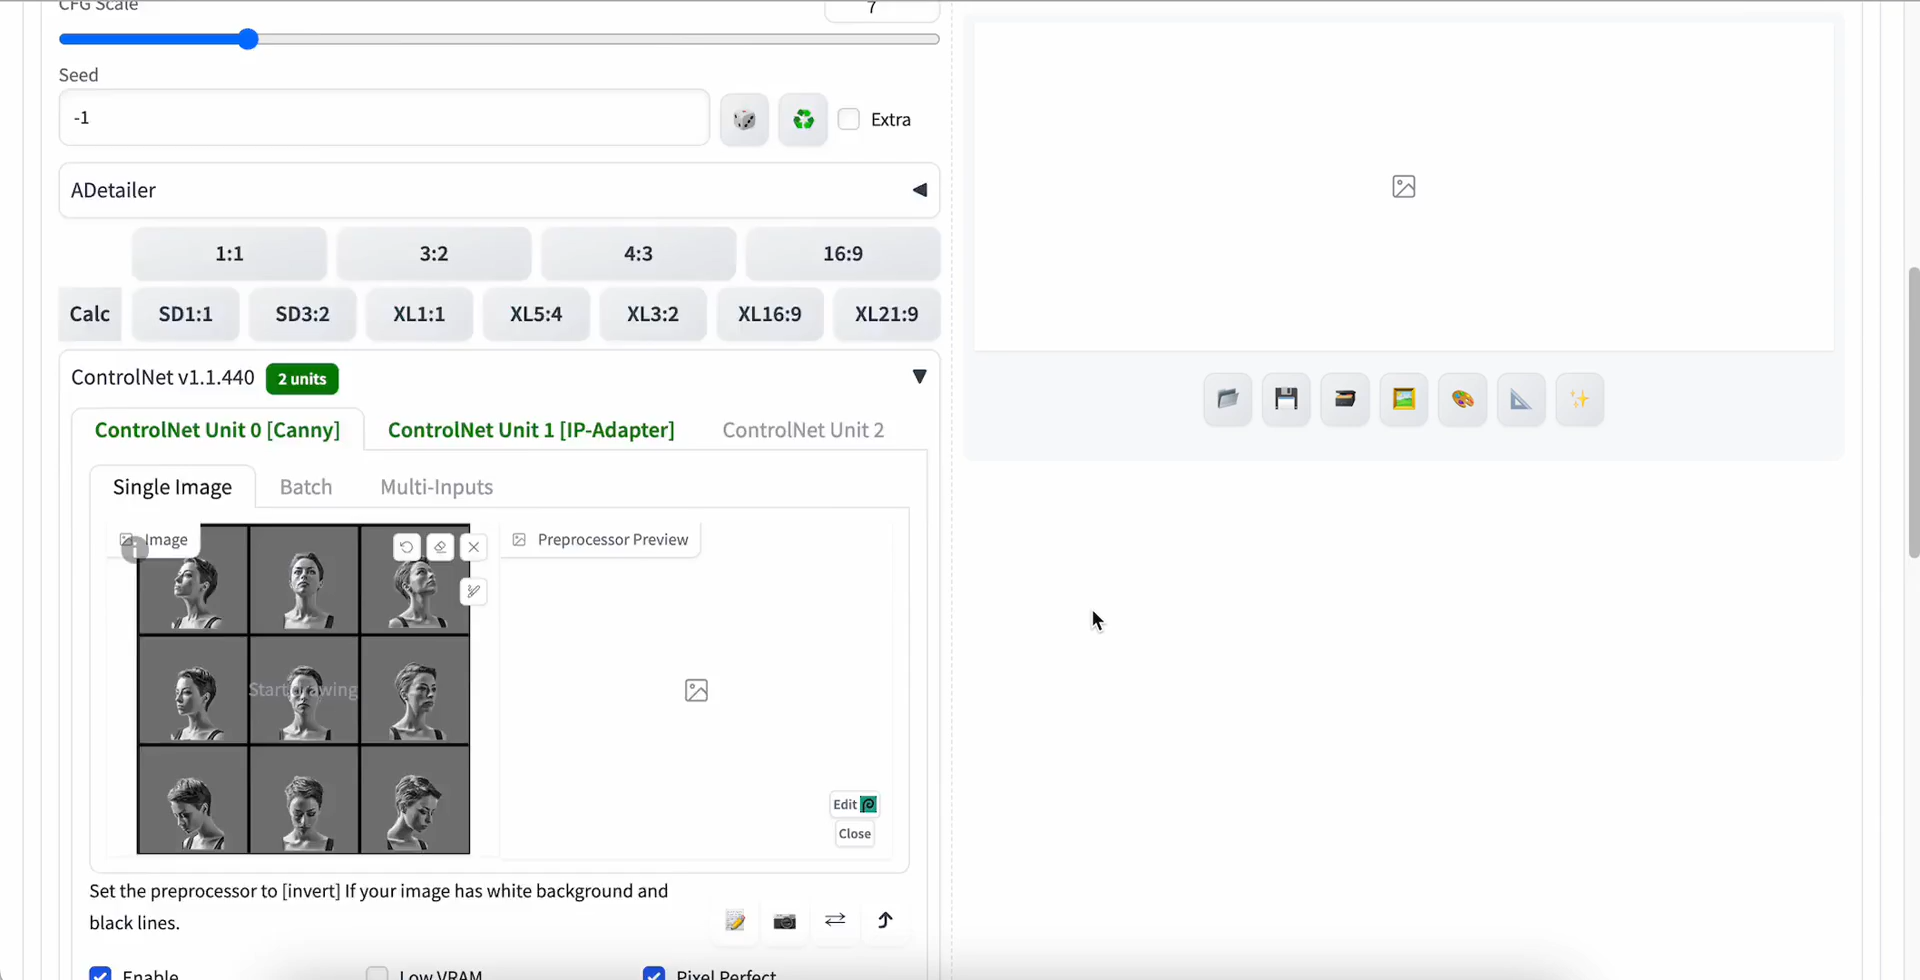 CFG Scale
7
Seed
-1
Extra
ADetailer
1:1
3:2
4:3
16:9
Calc
SD1:1
SD3:2
XL1:1
XL5:4
XL3:2
XL16:9
XL21:9
ControlNet v1.1.440
2 units
ControlNet Unit 0 [Canny]
ControlNet Unit 1 [IP-Adapter]
ControlNet Unit 2
Single Image
Batch
Multi-Inputs
Image
Preprocessor Preview
Start drawing
Edit
Close
Set the preprocessor to [invert] If your image has white background and
black lines.
Enable
Low VRAM
Pixel Perfect